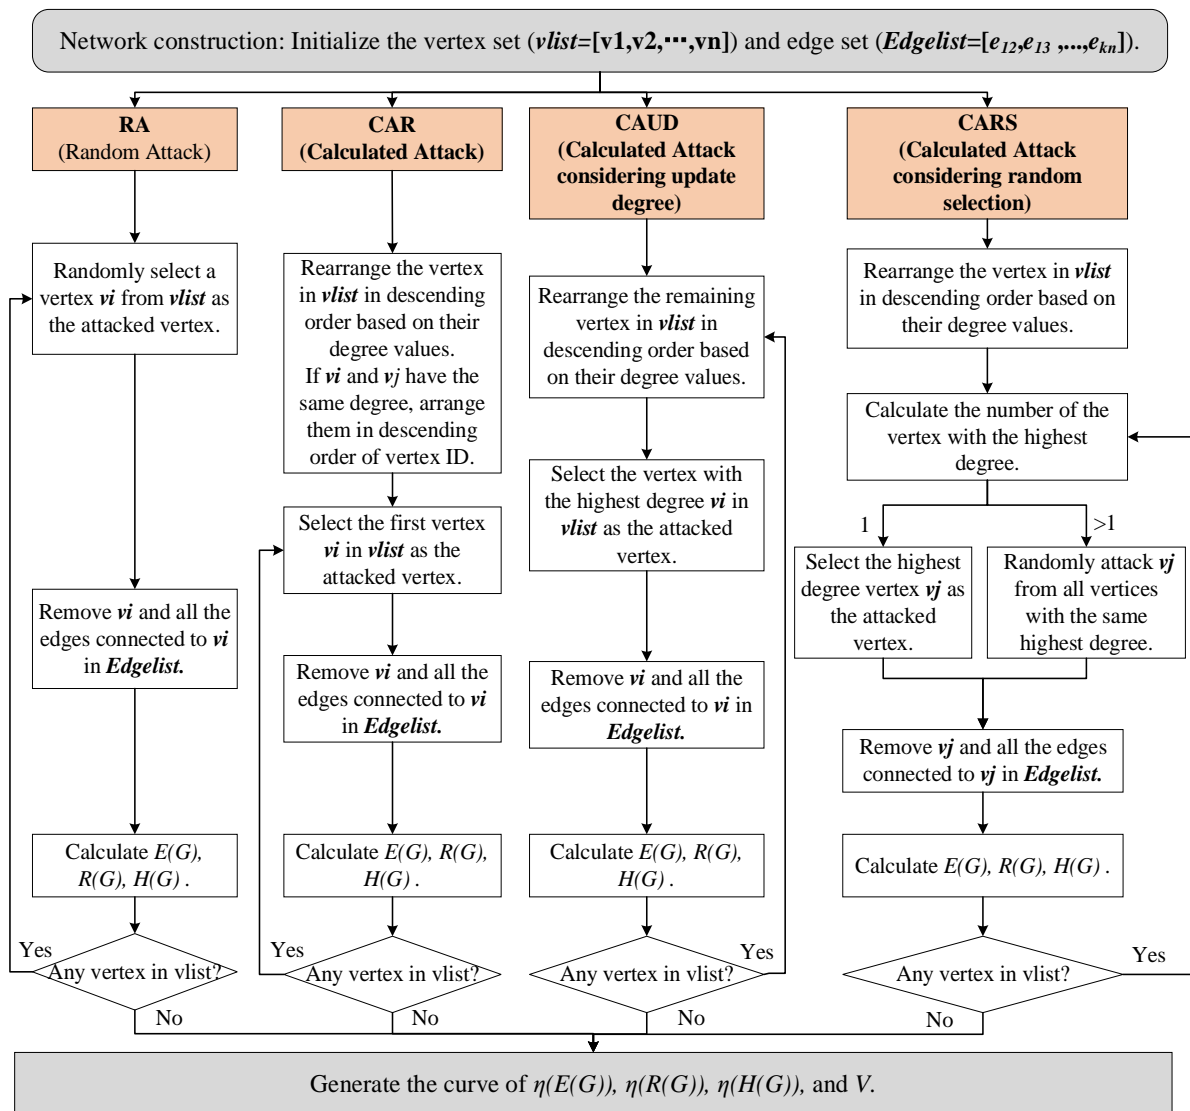 Network construction: Initialize the vertex set (vlist=[v1,v2,···,vn]) and edge set (Edgelist=[e12,e13 ,...,ekn]).
RA
(Random Attack)
Randomly select a
vertex vi from vlist as
the attacked vertex.
Remove vi and all the
edges connected to vi
in Edgelist.
Calculate E(G),
R(G), H(G) .
Any vertex in vlist?
Yes
No
CAR
(Calculated Attack)
Rearrange the vertex
in vlist in descending
order based on their
degree values.
If vi and vj have the
same degree, arrange
them in descending
order of vertex ID.
Select the first vertex
vi in vlist as the
attacked vertex.
Remove vi and all the
edges connected to vi
in Edgelist.
Calculate E(G), R(G),
H(G) .
Any vertex in vlist?
Yes
No
CAUD
(Calculated Attack
considering update
degree)
Rearrange the remaining
vertex in vlist in
descending order based
on their degree values.
Select the vertex with
the highest degree vi in
vlist as the attacked
vertex.
Remove vi and all the
edges connected to vi in
Edgelist.
Calculate E(G), R(G),
H(G) .
Any vertex in vlist?
Yes
No
CARS
(Calculated Attack
considering random
selection)
Rearrange the vertex in vlist
in descending order based on
their degree values.
Calculate the number of the
vertex with the highest
degree.
1
>1
Select the highest
degree vertex vj as
the attacked
vertex.
Randomly attack vj
from all vertices
with the same
highest degree.
Remove vj and all the edges
connected to vj in Edgelist.
Calculate E(G), R(G), H(G) .
Any vertex in vlist?
Yes
No
Generate the curve of η(E(G)), η(R(G)), η(H(G)), and V.